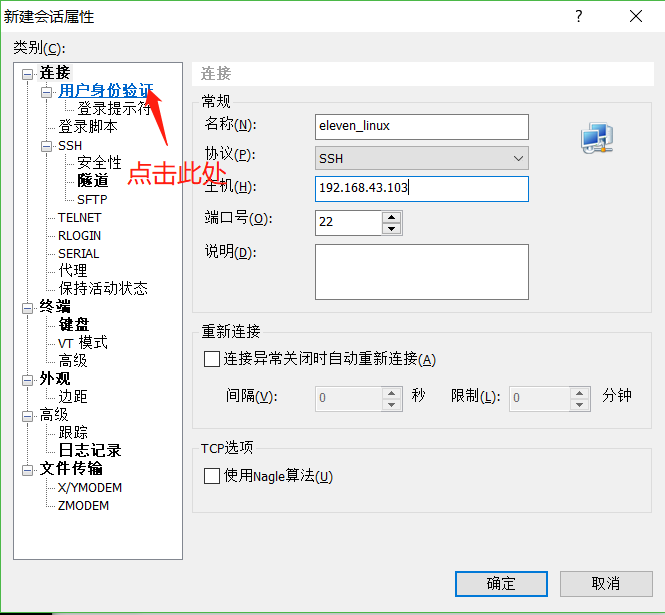 新建会话属性
?
类别(C):
连接
用户身份验证
登录提示符
登录脚本
SSH
安全性
隧道
SFTP
TELNET
RLOGIN
SERIAL
代理
保持活动状态
终端
键盘
VT 模式
高级
外观
边距
高级
跟踪
日志记录
文件传输
X/YMODEM
ZMODEM
点击此处
连接
常规
名称(N): eleven_linux
协议(P): SSH
主机(H): 192.168.43.103
端口号(O): 22
说明(D):
重新连接
连接异常关闭时自动重新连接(A)
间隔(V): 0 秒 限制(L): 0 分钟
TCP选项
使用Nagle算法(U)
确定 取消